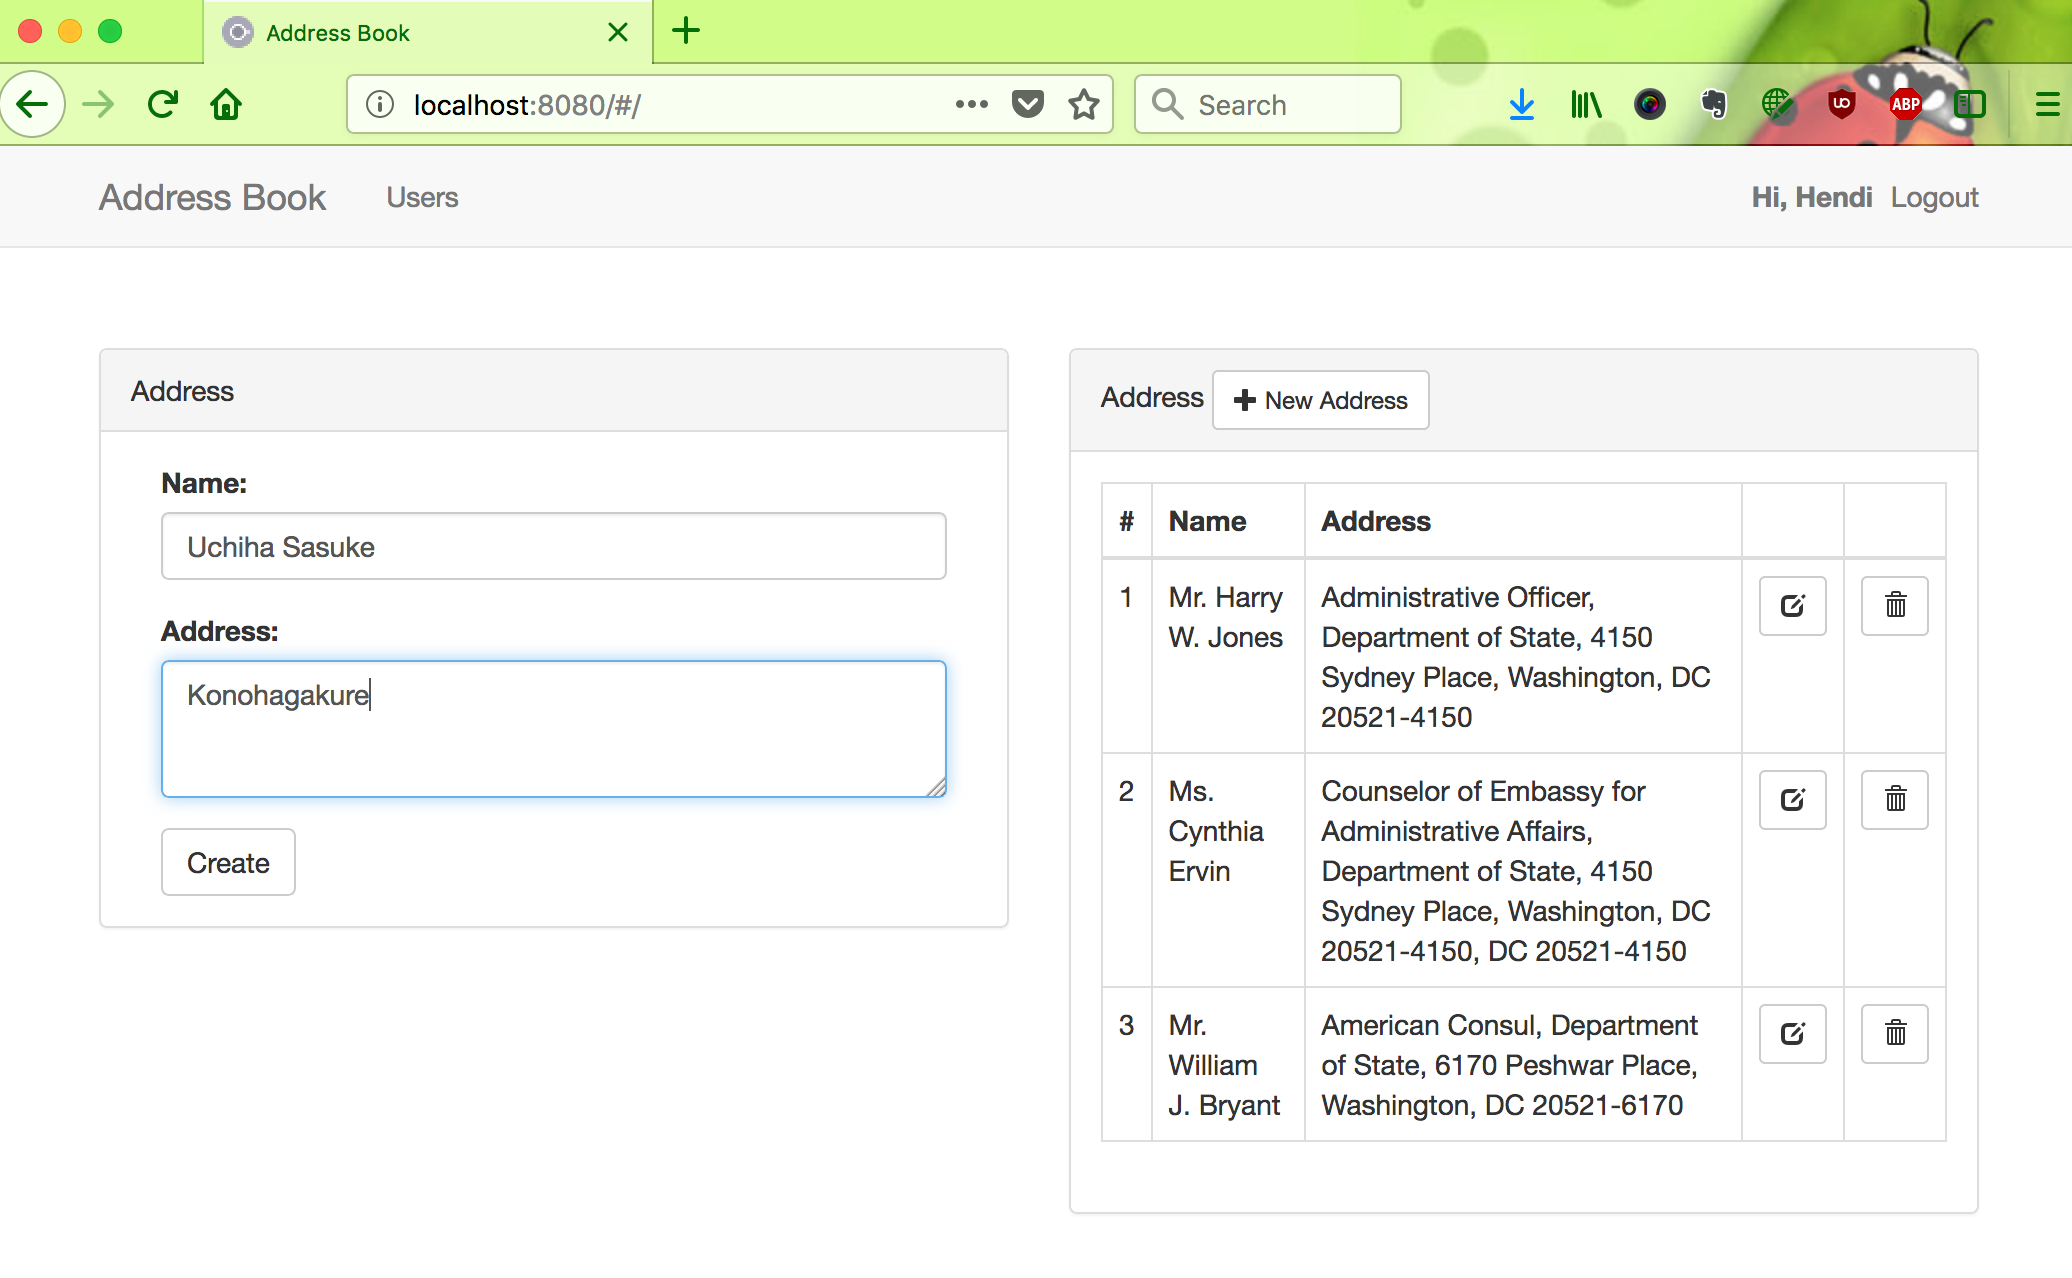 Address Book
localhost:8080/#/
Search
UO
ABP
Address Book Users Hi, Hendi Logout
Address
Name:
Uchiha Sasuke
Address:
Konohagakure
Create
Address New Address
# Name Address
1 Mr. Harry Administrative Officer,
W. Jones Department of State, 4150
Sydney Place, Washington, DC
20521-4150
2 Ms. Counselor of Embassy for
Cynthia Administrative Affairs,
Ervin Department of State, 4150
Sydney Place, Washington, DC
20521-4150, DC 20521-4150
3 Mr. American Consul, Department
William of State, 6170 Peshwar Place,
J. Bryant Washington, DC 20521-6170